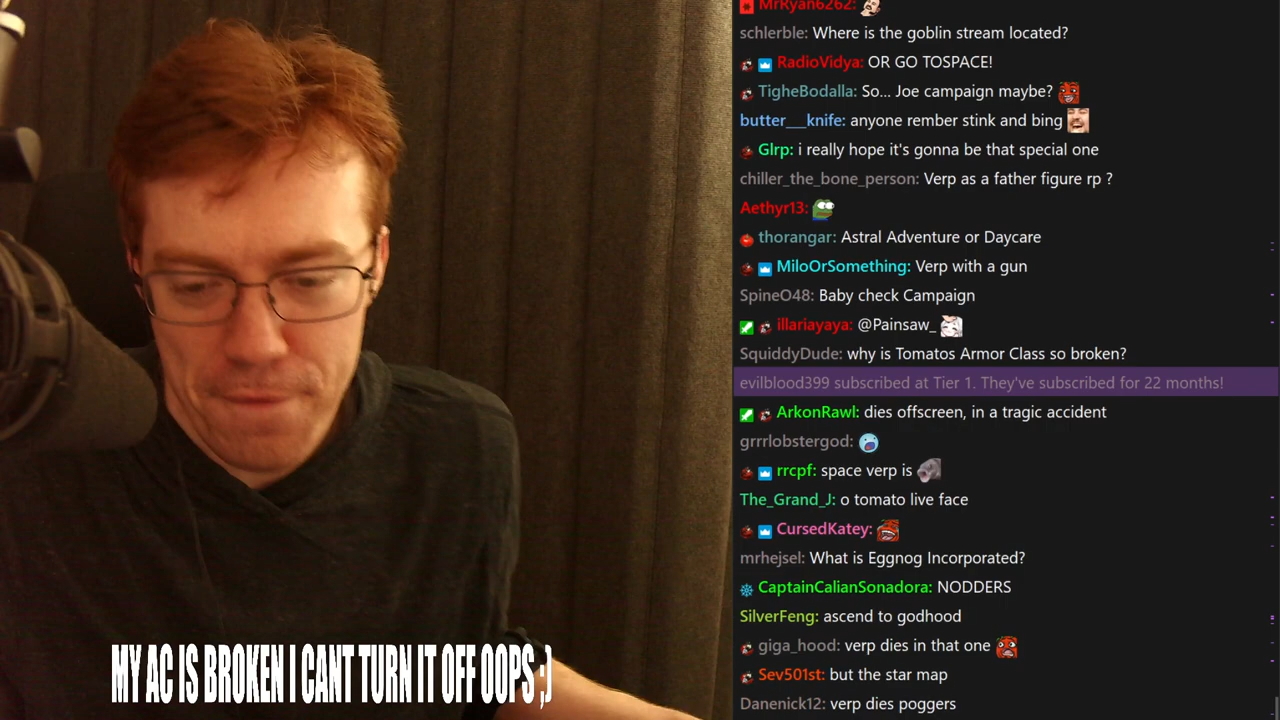 MrRyan6262:
schlerble: Where is the goblin stream located?
RadioVidya: OR GO TOSPACE!
TigheBodalla: So... Joe campaign maybe?
butter___knife: anyone rember stink and bing
Glrp: i really hope it's gonna be that special one
chiller_the_bone_person: Verp as a father figure rp ?
Aethyr13:
thorangar: Astral Adventure or Daycare
MiloOrSomething: Verp with a gun
SpineO48: Baby check Campaign
illariayaya: @Painsaw_
SquiddyDude: why is Tomatos Armor Class so broken?
evilblood399 subscribed at Tier 1. They've subscribed for 22 months!
ArkonRawl: dies offscreen, in a tragic accident
grrrlobstergod:
rrcpf: space verp is
The_Grand_J: o tomato live face
CursedKatey:
mrhejsel: What is Eggnog Incorporated?
CaptainCalianSonadora: NODDERS
SilverFeng: ascend to godhood
giga_hood: verp dies in that one
Sev501st: but the star map
Danenick12: verp dies poggers
MY AC IS BROKEN I CANT TURN IT OFF OOPS ;)